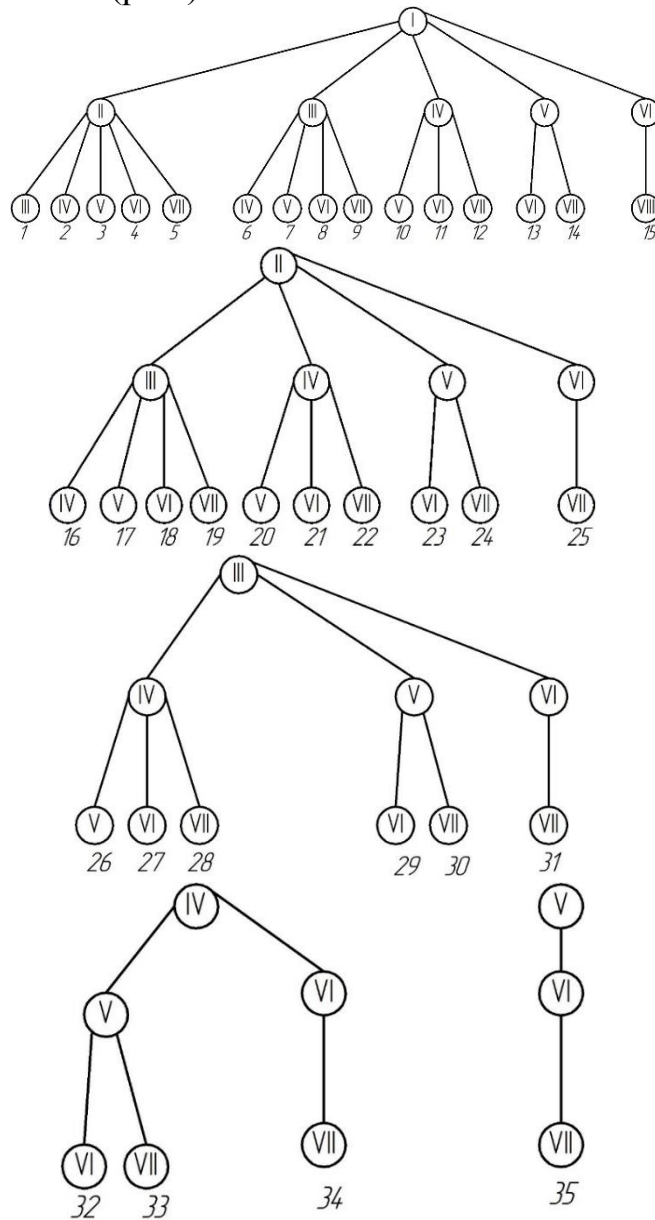 I
II III IV V VI
III IV V VI VII IV V VI VII V VI VII VI VII VIII
1 2 3 4 5 6 7 8 9 10 11 12 13 14 15
II
III IV V VI
IV V VI VII V VI VII VI VII VII
16 17 18 19 20 21 22 23 24 25
III
IV V VI
V VI VII VI VII VII
26 27 28 29 30 31
IV V
V VI VI
VI VII VII VII
32 33 34 35